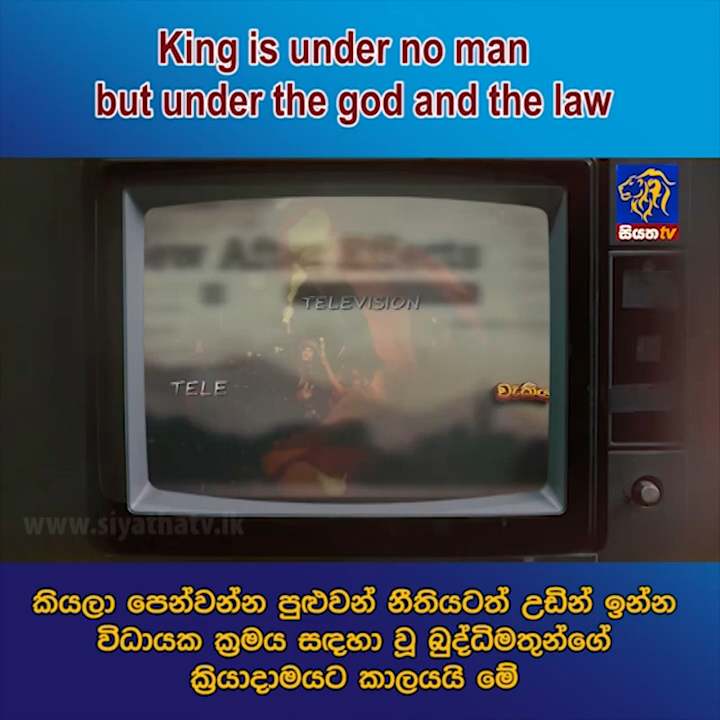 King is under no man
but under the god and the law
සියත tv
TELEVISION
TELE
www.siyathatv.lk
කියලා පෙන්වන්න පුළුවන් නීතියටත් උඩින් ඉන්න
විධායක ක්‍රමය සඳහා වූ බුද්ධිමතුන්ගේ
ක්‍රියාදාමයට කාලයයි මේ